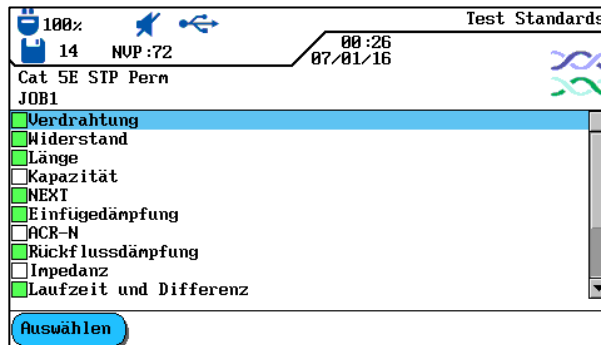 100% Test Standards
14 NVP:72 00:26
07/01/16
Cat 5E STP Perm
JOB1
Verdrahtung
Widerstand
Länge
Kapazität
NEXT
Einfügedämpfung
ACR-N
Rückflussdämpfung
Impedanz
Laufzeit und Differenz
Auswählen